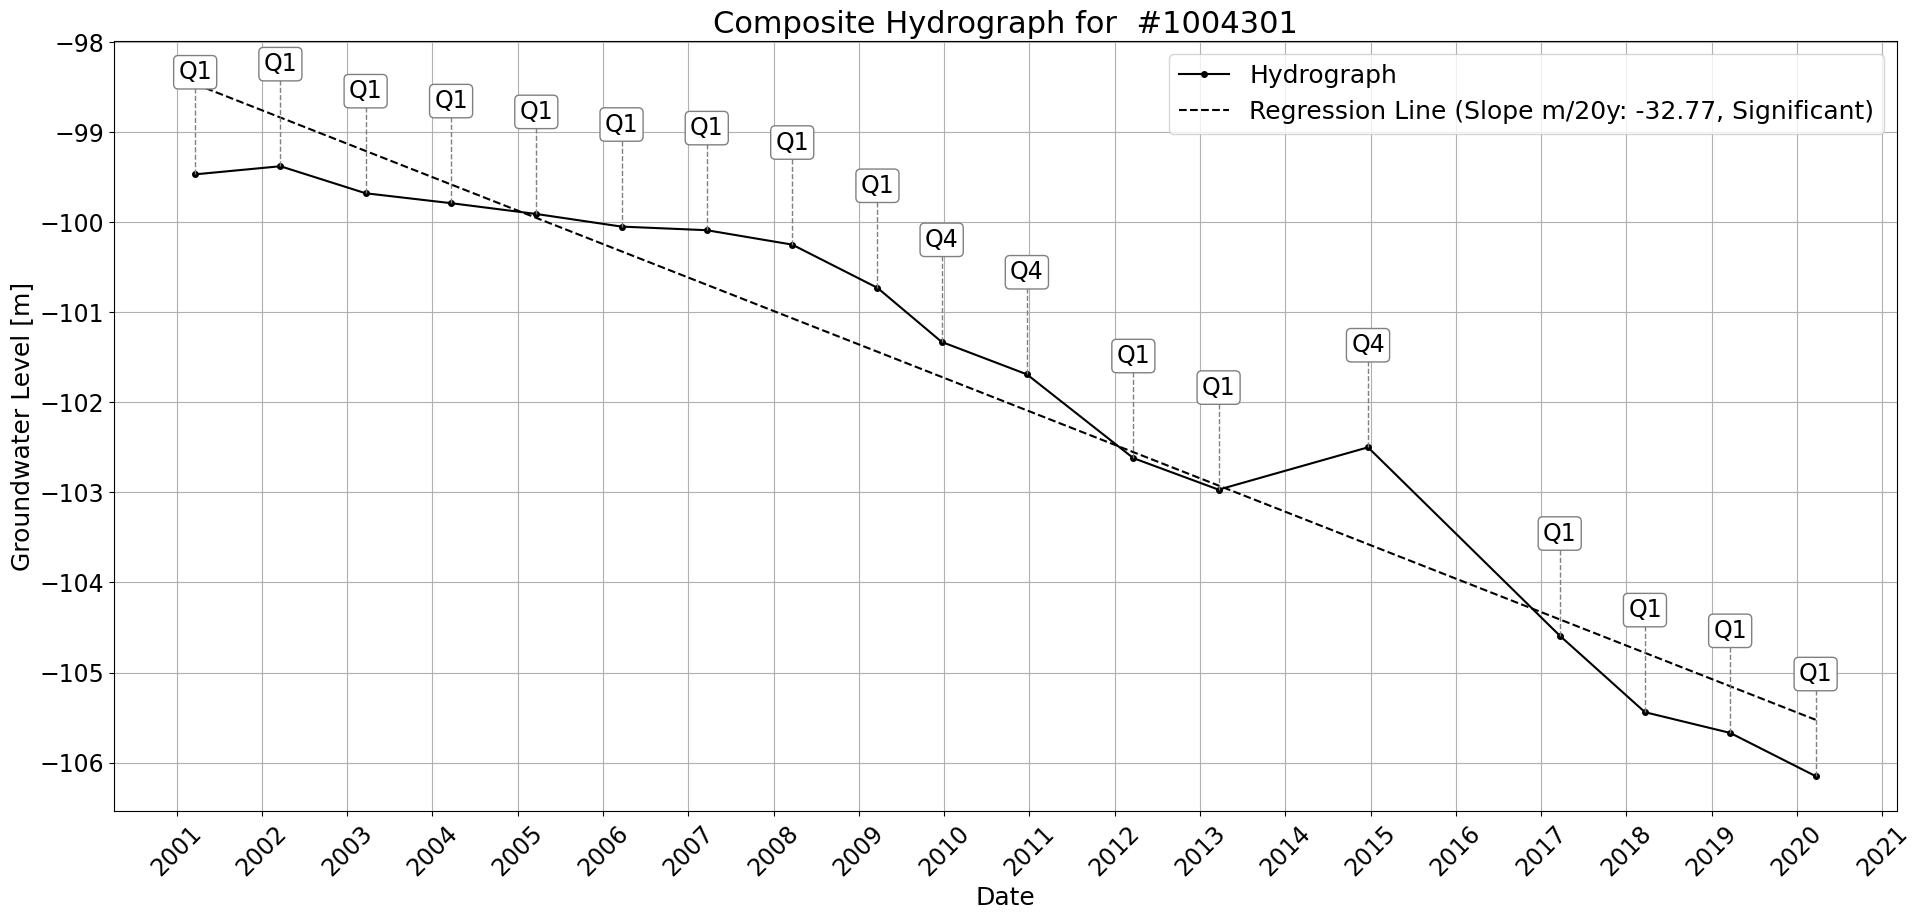 Composite Hydrograph for  #1004301
Hydrograph
Regression Line (Slope m/20y: -32.77, Significant)
Groundwater Level [m]
−98
−99
−100
−101
−102
−103
−104
−105
−106
Q1
Q1
Q1
Q1
Q1
Q1
Q1
Q1
Q1
Q4
Q4
Q1
Q1
Q4
Q1
Q1
Q1
Q1
2001
2002
2003
2004
2005
2006
2007
2008
2009
2010
2011
2012
2013
2014
2015
2016
2017
2018
2019
2020
2021
Date